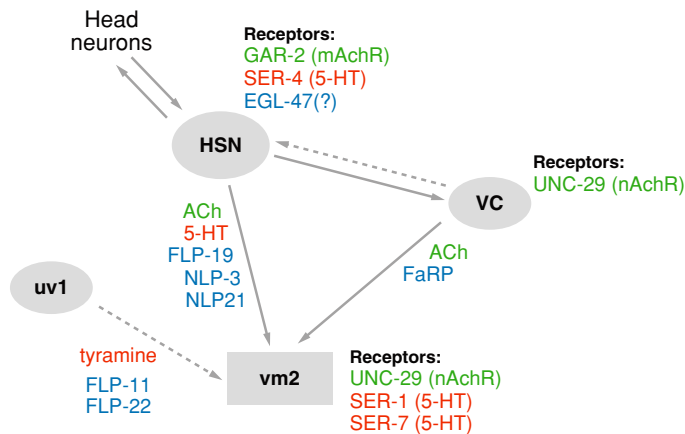 Head
neurons
Receptors:
GAR-2 (mAchR)
SER-4 (5-HT)
EGL-47(?)
HSN
Receptors:
UNC-29 (nAchR)
VC
ACh
5-HT
FLP-19
NLP-3
NLP21
ACh
FaRP
uv1
tyramine
FLP-11
FLP-22
vm2
Receptors:
UNC-29 (nAchR)
SER-1 (5-HT)
SER-7 (5-HT)